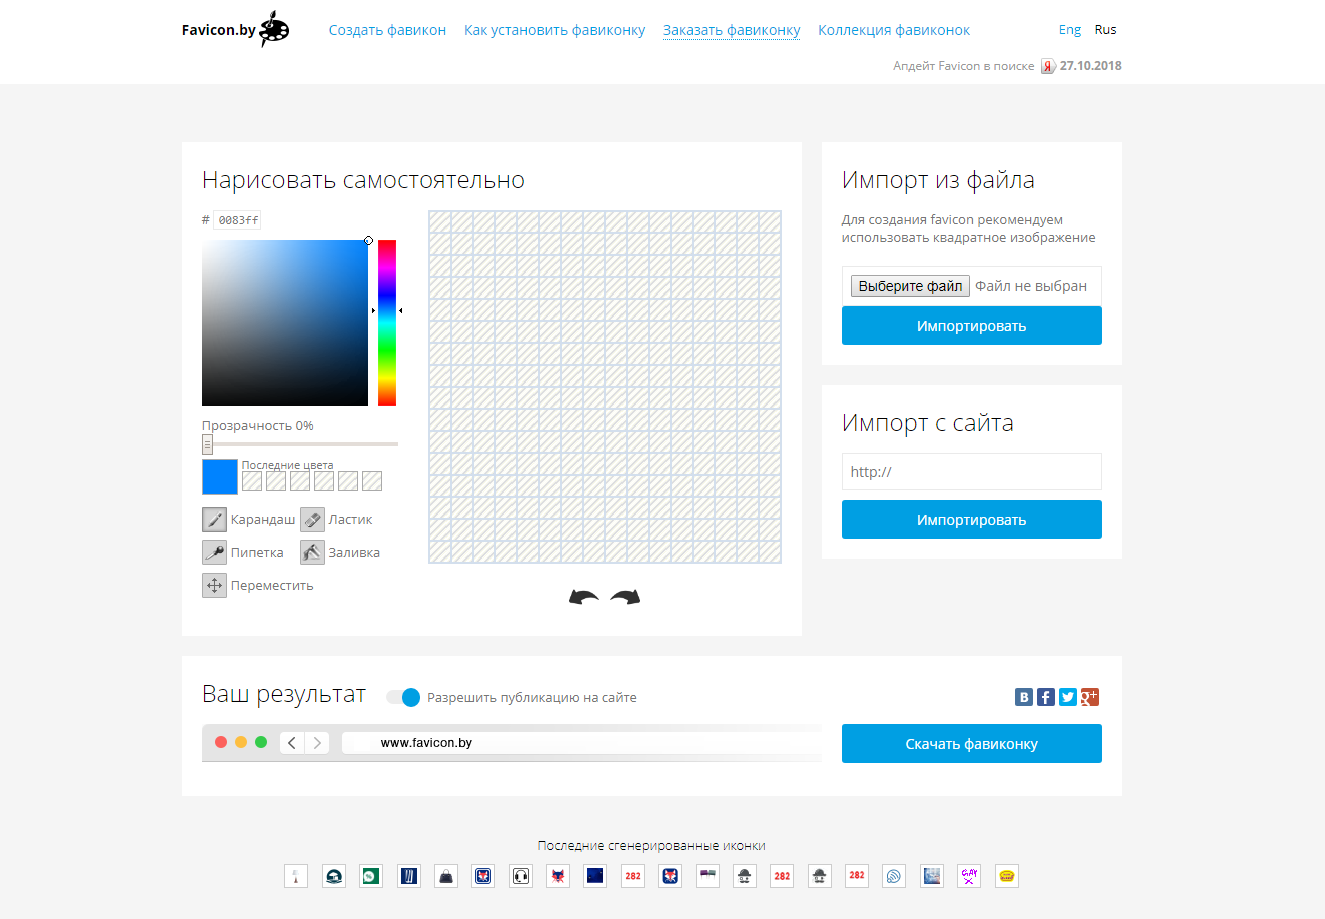 Favicon.by
Создать фавикон Как установить фавиконку Заказать фавиконку Коллекция фавиконок
Eng Rus
Апдейт Favicon в поиске Я 27.10.2018
Нарисовать самостоятельно
# 0083ff
Прозрачность 0%
Последние цвета
Карандаш Ластик
Пипетка Заливка
Переместить
Импорт из файла
Для создания favicon рекомендуем
использовать квадратное изображение
Выберите файл Файл не выбран
Импортировать
Импорт с сайта
http://
Импортировать
Ваш результат Разрешить публикацию на сайте
В f g+
www.favicon.by
Скачать фавиконку
Последние сгенерированные иконки
282 282 282 GAY